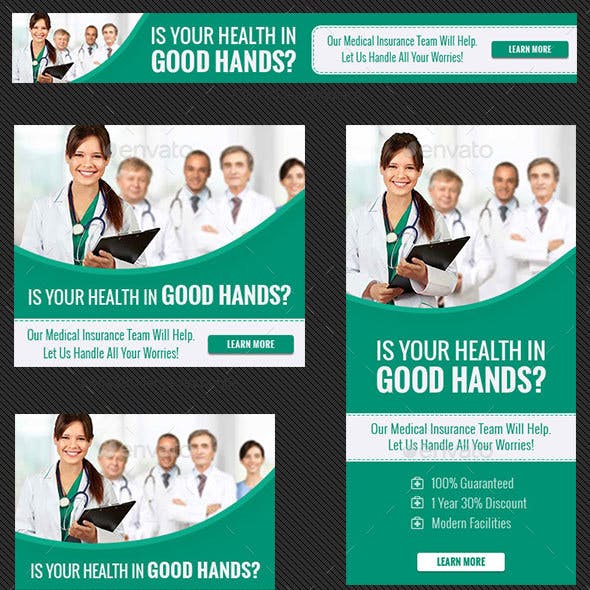 IS YOUR HEALTH IN
GOOD HANDS?
Our Medical Insurance Team Will Help.
Let Us Handle All Your Worries!
LEARN MORE
envato
IS YOUR HEALTH IN GOOD HANDS?
Our Medical Insurance Team Will Help.
Let Us Handle All Your Worries!
LEARN MORE
envato
IS YOUR HEALTH IN
GOOD HANDS?
Our Medical Insurance Team Will Help.
Let Us Handle All Your Worries!
envato
100% Guaranteed
1 Year 30% Discount
Modern Facilities
LEARN MORE
envato
IS YOUR HEALTH IN GOOD HANDS?